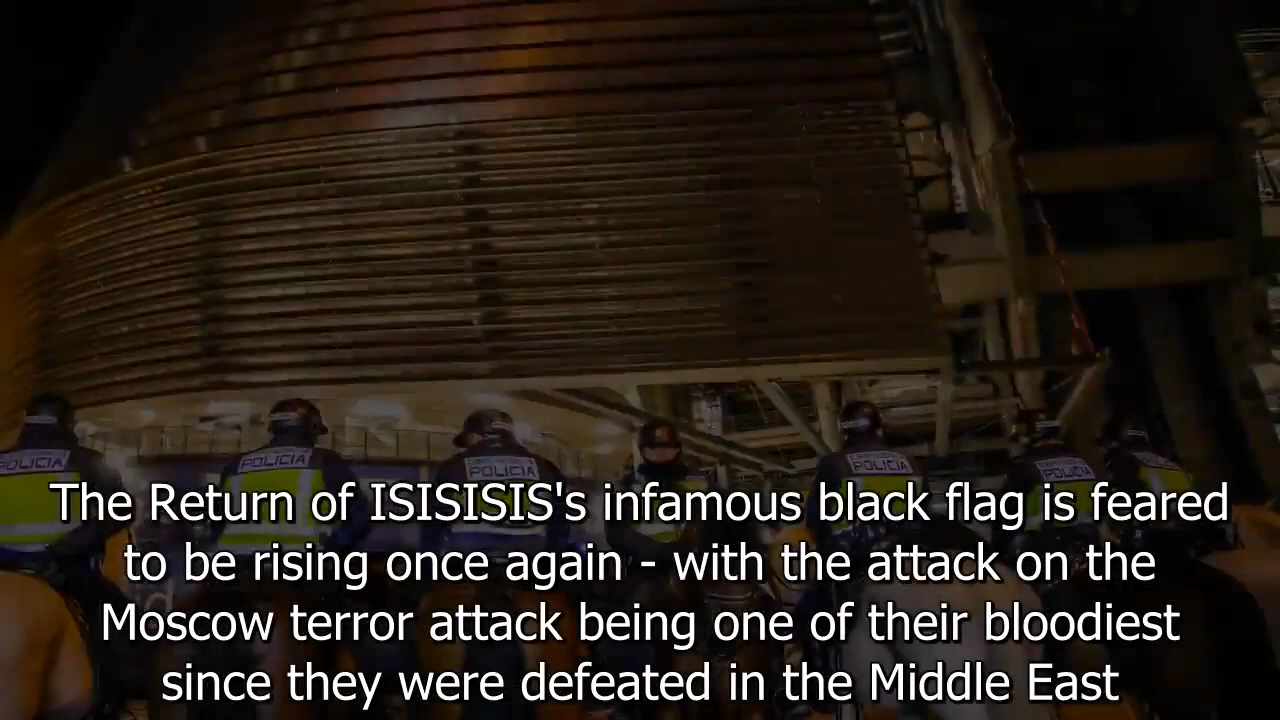 POLICIA
POLICIA
POLICIA
POLICIA
POLICIA
The Return of ISISISIS's infamous black flag is feared
to be rising once again - with the attack on the
Moscow terror attack being one of their bloodiest
since they were defeated in the Middle East